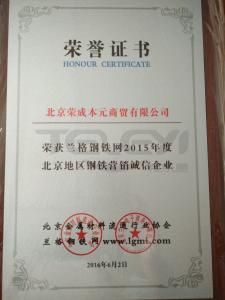 荣誉证书
HONOUR CERTIFICATE
北京荣成本元商贸有限公司
荣获兰格钢铁网2015年度
北京地区钢铁营销诚信企业
北京金属材料流通行业协会
兰格钢铁网www.lgmi.com
2016年6月2日